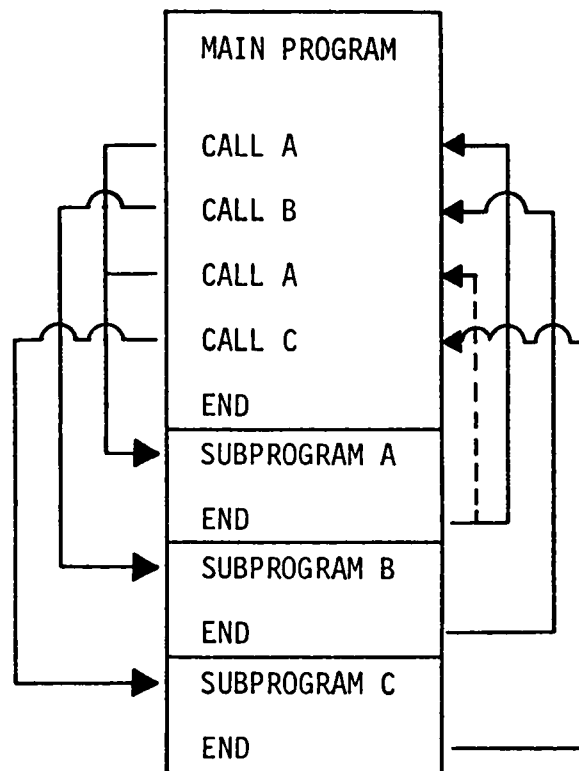 MAIN PROGRAM
CALL A
CALL B
CALL A
CALL C
END
SUBPROGRAM A
END
SUBPROGRAM B
END
SUBPROGRAM C
END